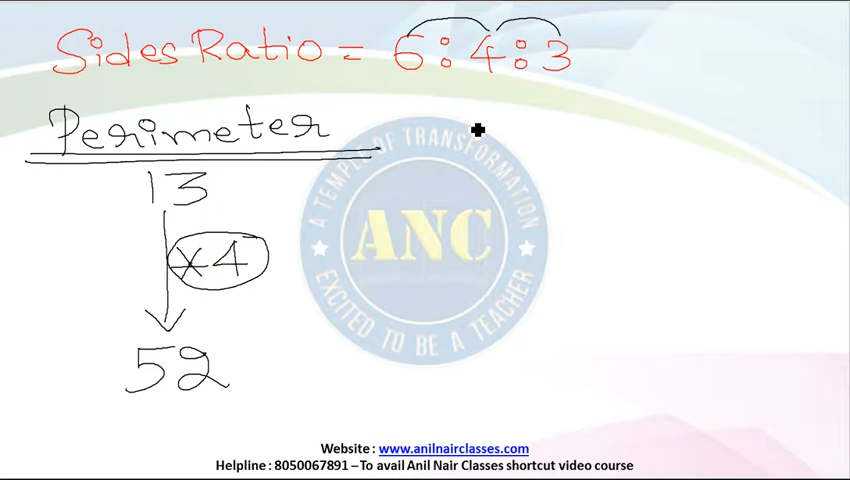 Sides Ratio = 6:4:3
Perimeter
13
×4
52
A TEMPLE OF TRANSFORMATION
ANC
EXCITED TO BE A TEACHER
Website : www.anilnairclasses.com
Helpline : 8050067891 – To avail Anil Nair Classes shortcut video course